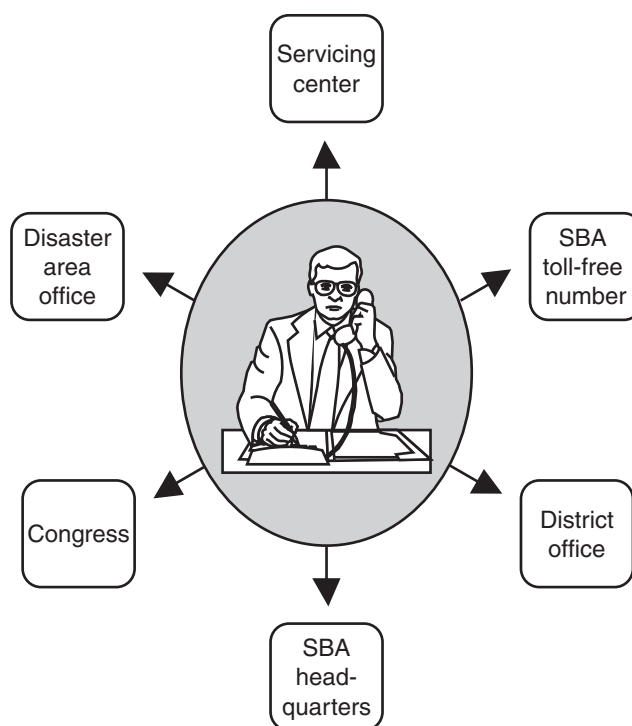 Servicing
center
Disaster
area
office
SBA
toll-free
number
Congress
District
office
SBA
head-
quarters